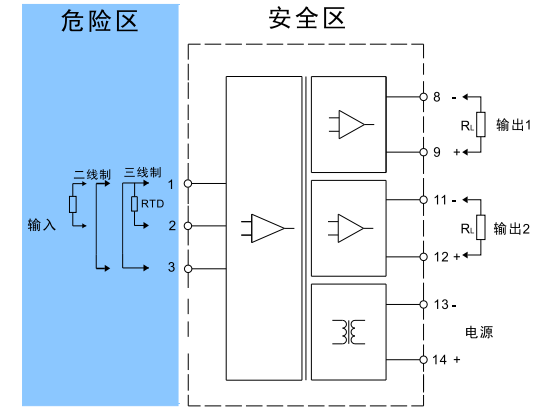 危险区
安全区
8 -
RL
输出1
9 +
二线制
三线制
1
RTD
2
输入
3
11 -
RL
输出2
12 +
13 -
电源
14 +